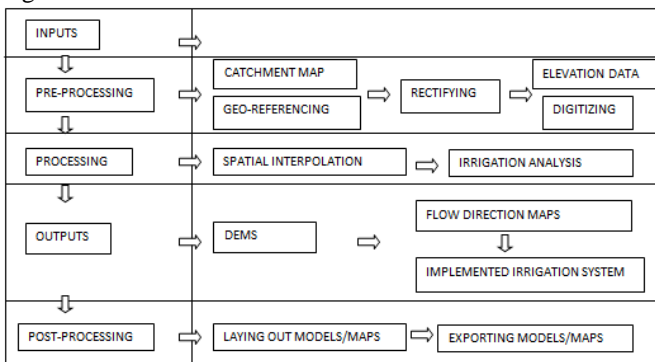 INPUTS
PRE-PROCESSING
CATCHMENT MAP
GEO-REFERENCING
RECTIFYING
ELEVATION DATA
DIGITIZING
PROCESSING
SPATIAL INTERPOLATION
IRRIGATION ANALYSIS
OUTPUTS
DEMS
FLOW DIRECTION MAPS
IMPLEMENTED IRRIGATION SYSTEM
POST-PROCESSING
LAYING OUT MODELS/MAPS
EXPORTING MODELS/MAPS